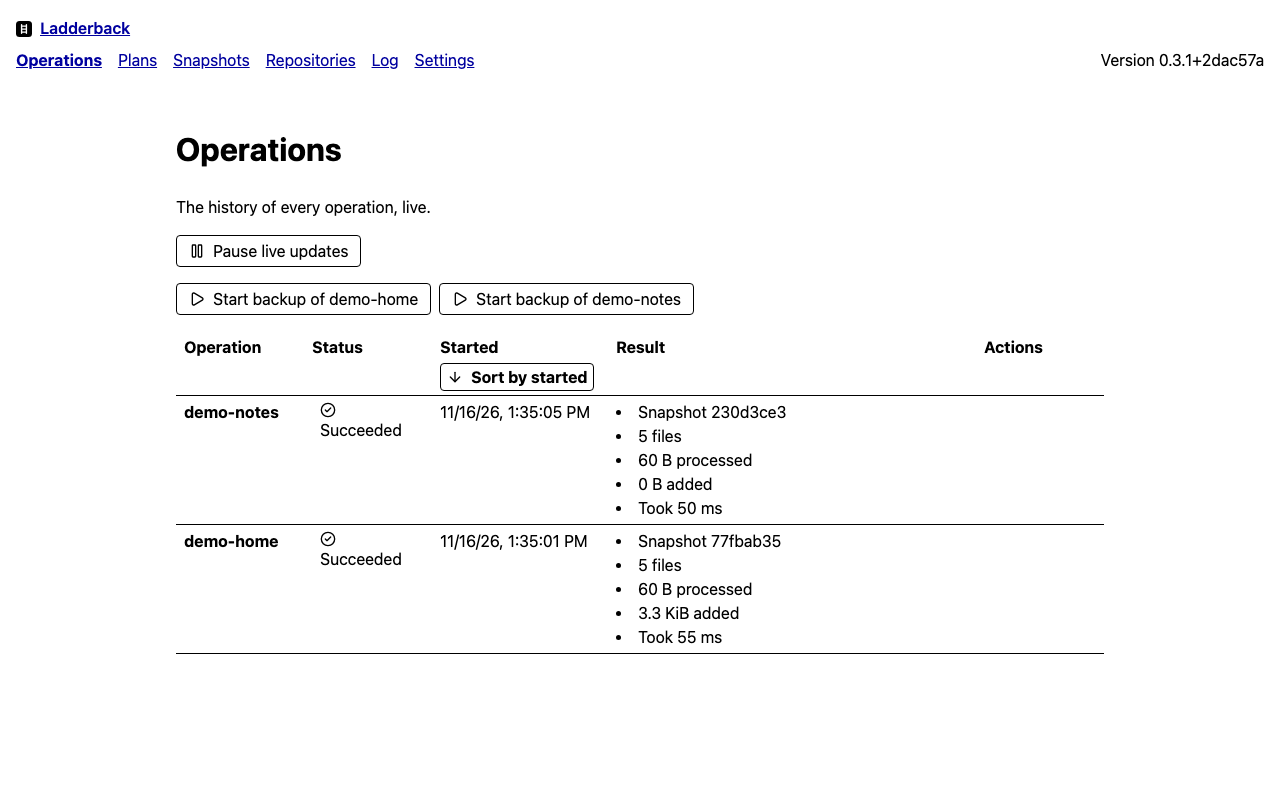 Ladderback
Operations Plans Snapshots Repositories Log Settings Version 0.3.1+2dac57a
Operations
The history of every operation, live.
Pause live updates
Start backup of demo-home Start backup of demo-notes
Operation Status Started Result Actions
Sort by started
demo-notes Succeeded 11/16/26, 1:35:05 PM
• Snapshot 230d3ce3
• 5 files
• 60 B processed
• 0 B added
• Took 50 ms
demo-home Succeeded 11/16/26, 1:35:01 PM
• Snapshot 77fbab35
• 5 files
• 60 B processed
• 3.3 KiB added
• Took 55 ms